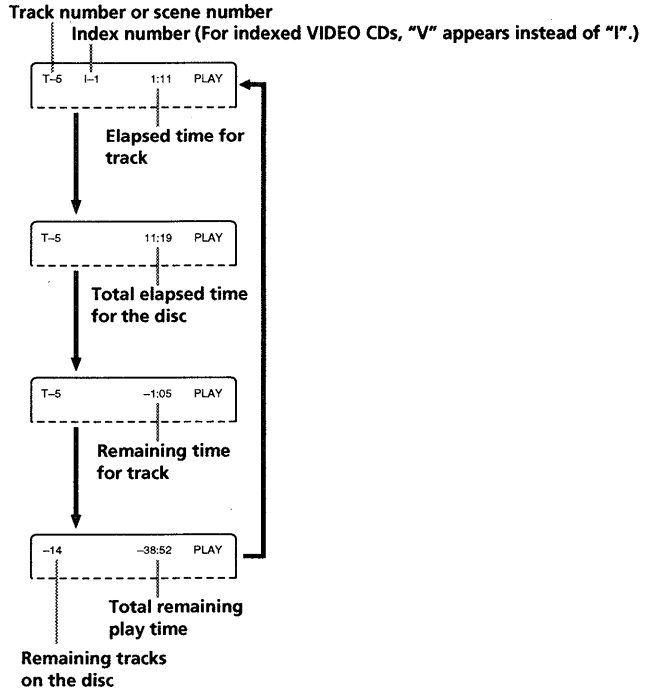 Track number or scene number
Index number (For indexed VIDEO CDs, "V" appears instead of "I".)
T–5 I–1 1:11 PLAY
Elapsed time for
track
T–5 11:19 PLAY
Total elapsed time
for the disc
T–5 –1:05 PLAY
Remaining time
for track
–14 –38:52 PLAY
Total remaining
play time
Remaining tracks
on the disc